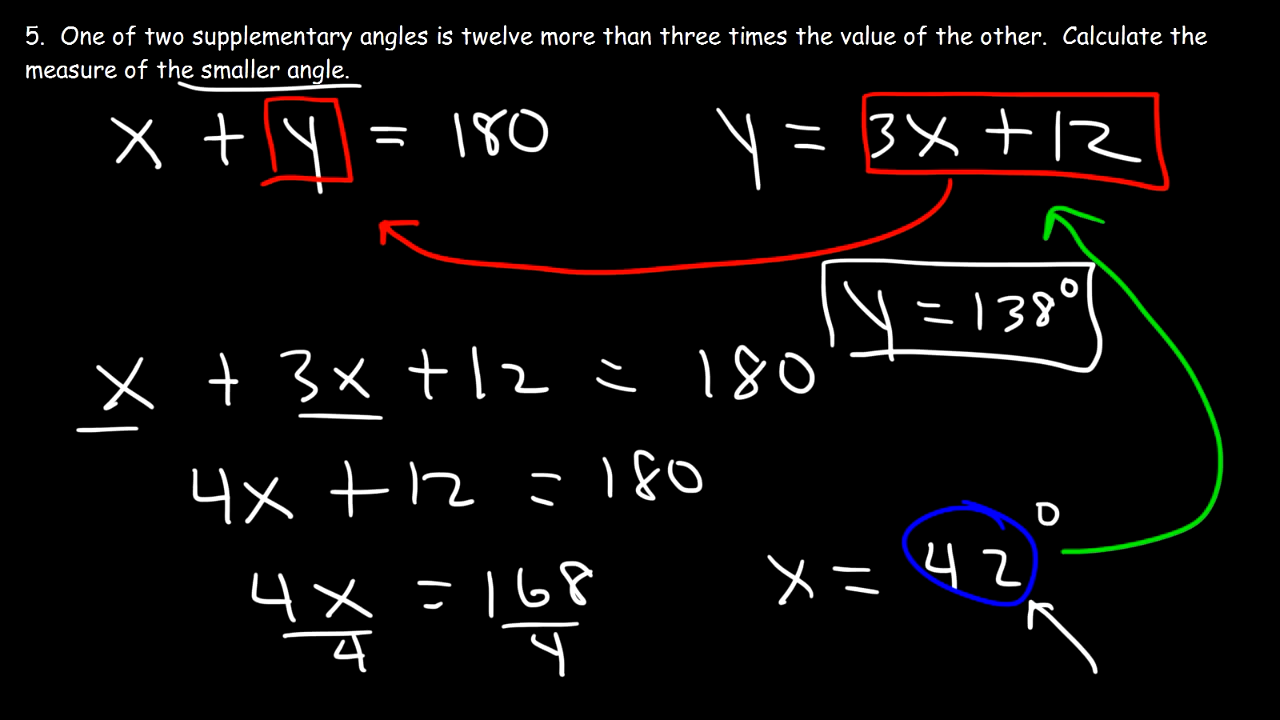 5. One of two supplementary angles is twelve more than three times the value of the other. Calculate the
measure of the smaller angle.
x + y = 180
y = 3x + 12
y = 138°
x + 3x + 12 = 180
4x + 12 = 180
4x = 168
4 4
x = 42°